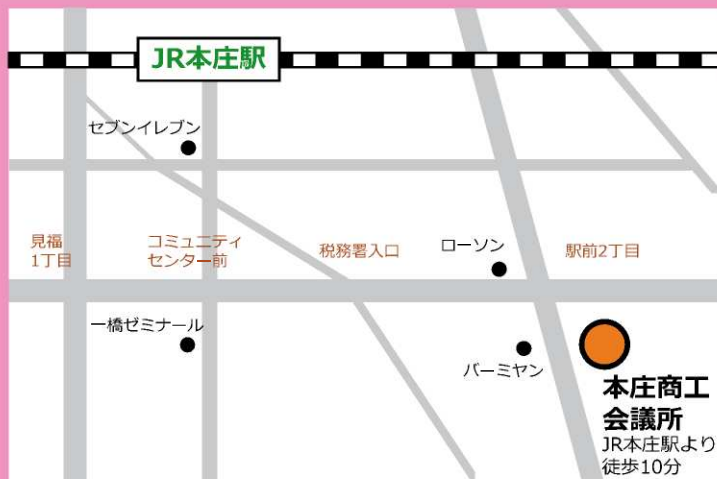 JR本庄駅
セブンイレブン
見福
1丁目
コミュニティ
センター前
税務署入口
ローソン
駅前2丁目
一橋ゼミナール
バーミヤン
本庄商工
会議所
JR本庄駅より
徒歩10分